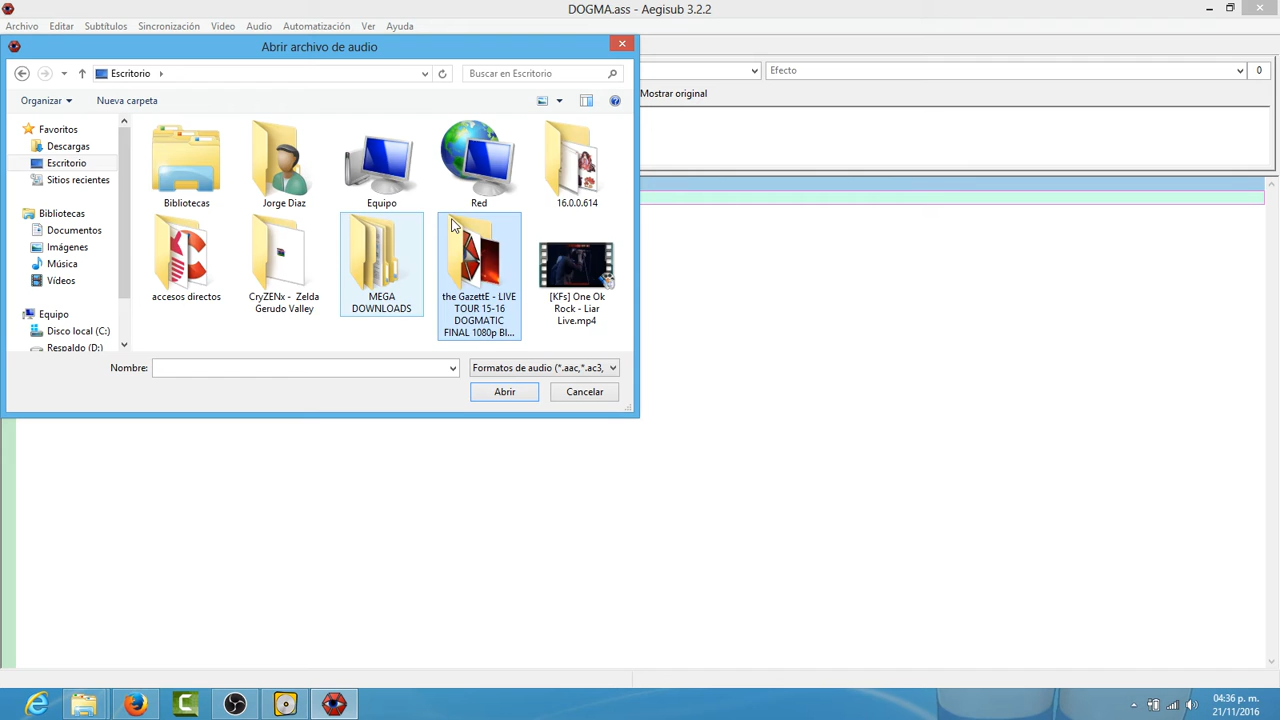 DOGMA.ass - Aegisub 3.2.2
Archivo Editar Subtítulos Sincronización Video Audio Automatización Ver Ayuda
Abrir archivo de audio
Escritorio
Buscar en Escritorio
Efecto
0
Organizar
Nueva carpeta
Mostrar original
Favoritos
Descargas
Escritorio
Sitios recientes
Bibliotecas
Documentos
Imágenes
Música
Vídeos
Equipo
Disco local (C:)
Respaldo (D:)
Bibliotecas
Jorge Diaz
Equipo
Red
16.0.0.614
accesos directos
CryZENx - Zelda
Gerudo Valley
MEGA
DOWNLOADS
the GazettE - LIVE
TOUR 15-16
DOGMATIC
FINAL 1080p Bl...
[KFs] One Ok
Rock - Liar
Live.mp4
Nombre:
Formatos de audio (*.aac,*.ac3,
Abrir
Cancelar
04:36 p. m.
21/11/2016